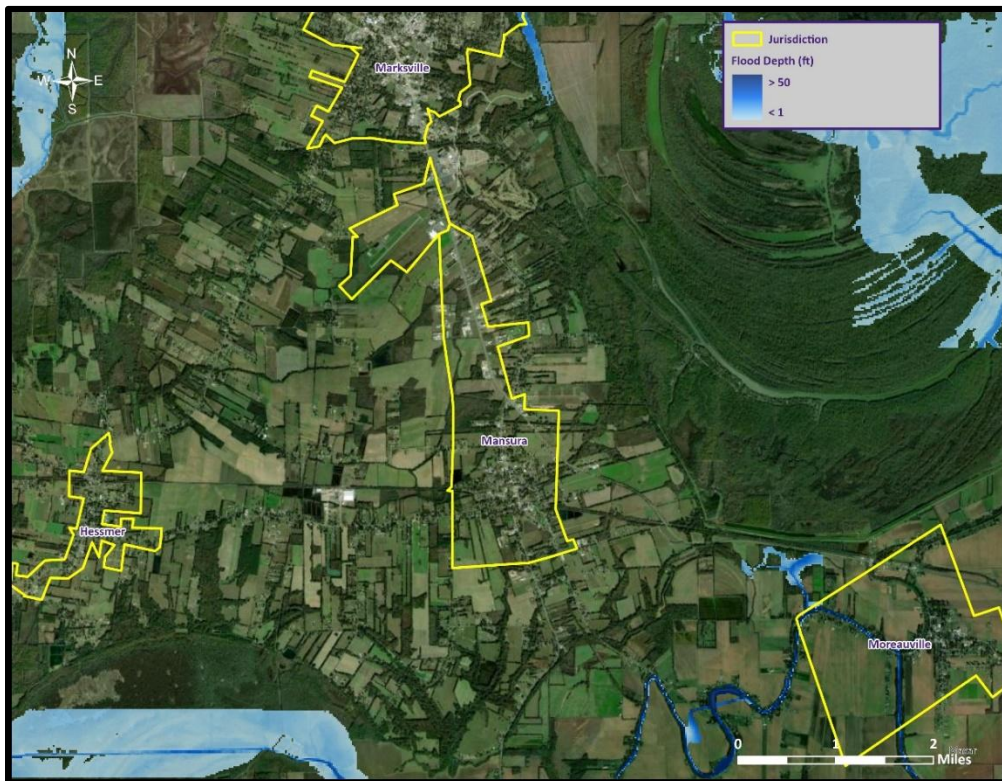 Jurisdiction
Flood Depth (ft)
> 50
< 1
N
W
E
S
Marksville
Mansura
Hessmer
Moreauville
0
1
2
Miles